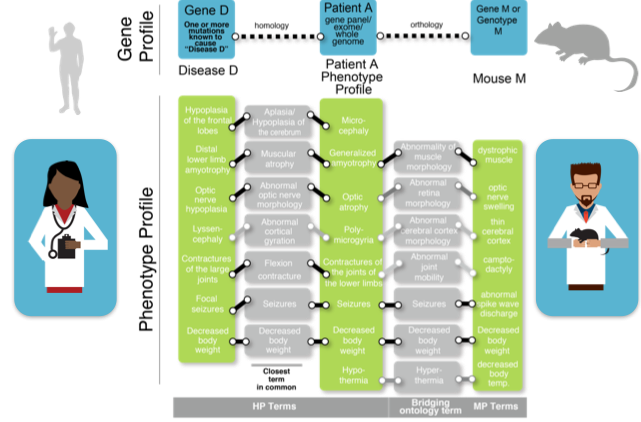 Gene
Profile
Gene D
One or more
mutations
known to
cause
"Disease D"
homology
Patient A
gene panel/
exome/
whole
genome
orthology
Gene M or
Genotype
M
Disease D
Patient A
Phenotype
Profile
Mouse M
Phenotype Profile
Hypoplasia
of the frontal
lobes
Aplasia/
Hypoplasia of
the cerebrum
Micro-
cephaly
Distal
lower limb
amyotrophy
Muscular
atrophy
Generalized
amyotrophy
Abnormality of
muscle
morphology
dystrophic
muscle
Optic
nerve
hypoplasia
Abnormal
optic nerve
morphology
Optic
atrophy
Abnormal
retina
morphology
optic
nerve
swelling
Lyssen-
cephaly
Abnormal
cortical
gyration
Poly-
microgyria
Abnormal
cerebral cortex
morphology
thin
cerebral
cortex
Contractures
of the large
joints
Flexion
contracture
Contractures of
the joints of
the lower limbs
Abnormal
joint
mobility
campto-
dactyly
Focal
seizures
Seizures
Seizures
Seizures
abnormal
spike wave
discharge
Decreased
body
weight
Decreased
body
weight
Decreased
body
weight
Decreased
body
weight
Decreased
body
weight
Closest
term
in common
Hypo-
thermia
Hyper-
thermia
decreased
body
temp.
HP Terms
Bridging
ontology term
MP Terms